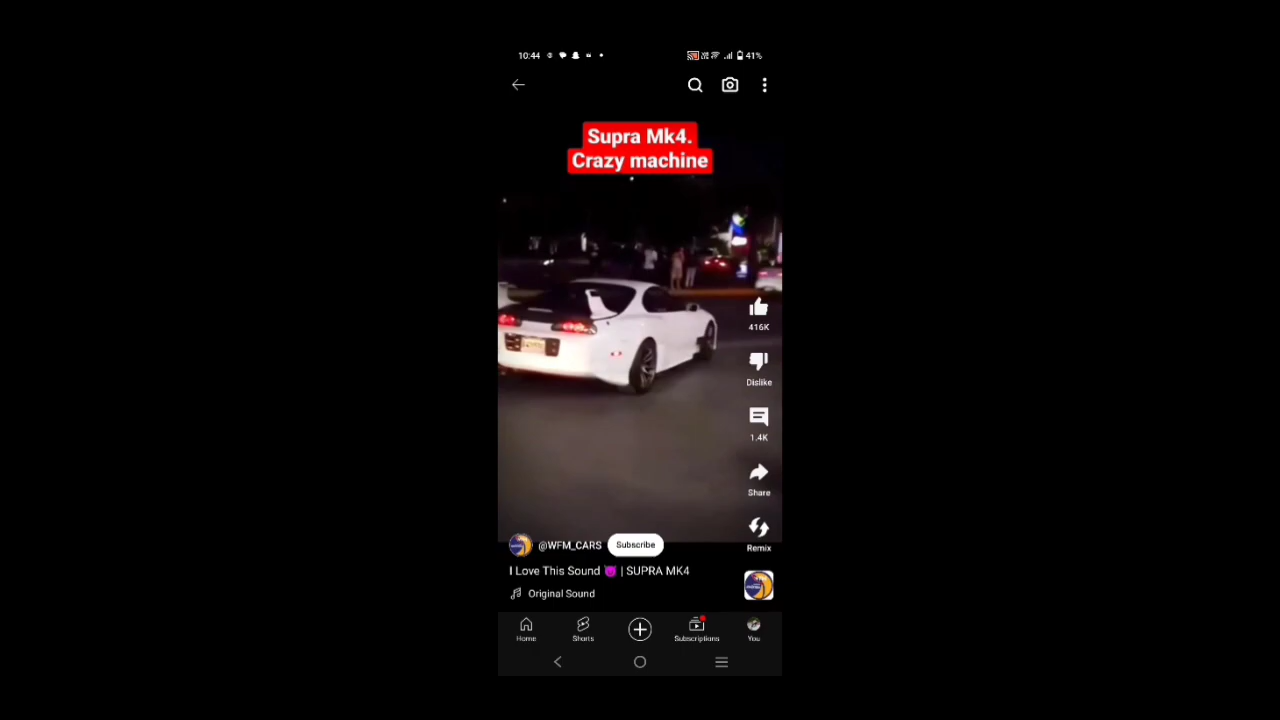 10:44
41%
Supra Mk4.
Crazy machine
416K
Dislike
1.4K
Share
@WFM_CARS
Subscribe
Remix
I Love This Sound 😈 | SUPRA MK4
Original Sound
Home
Shorts
Subscriptions
You